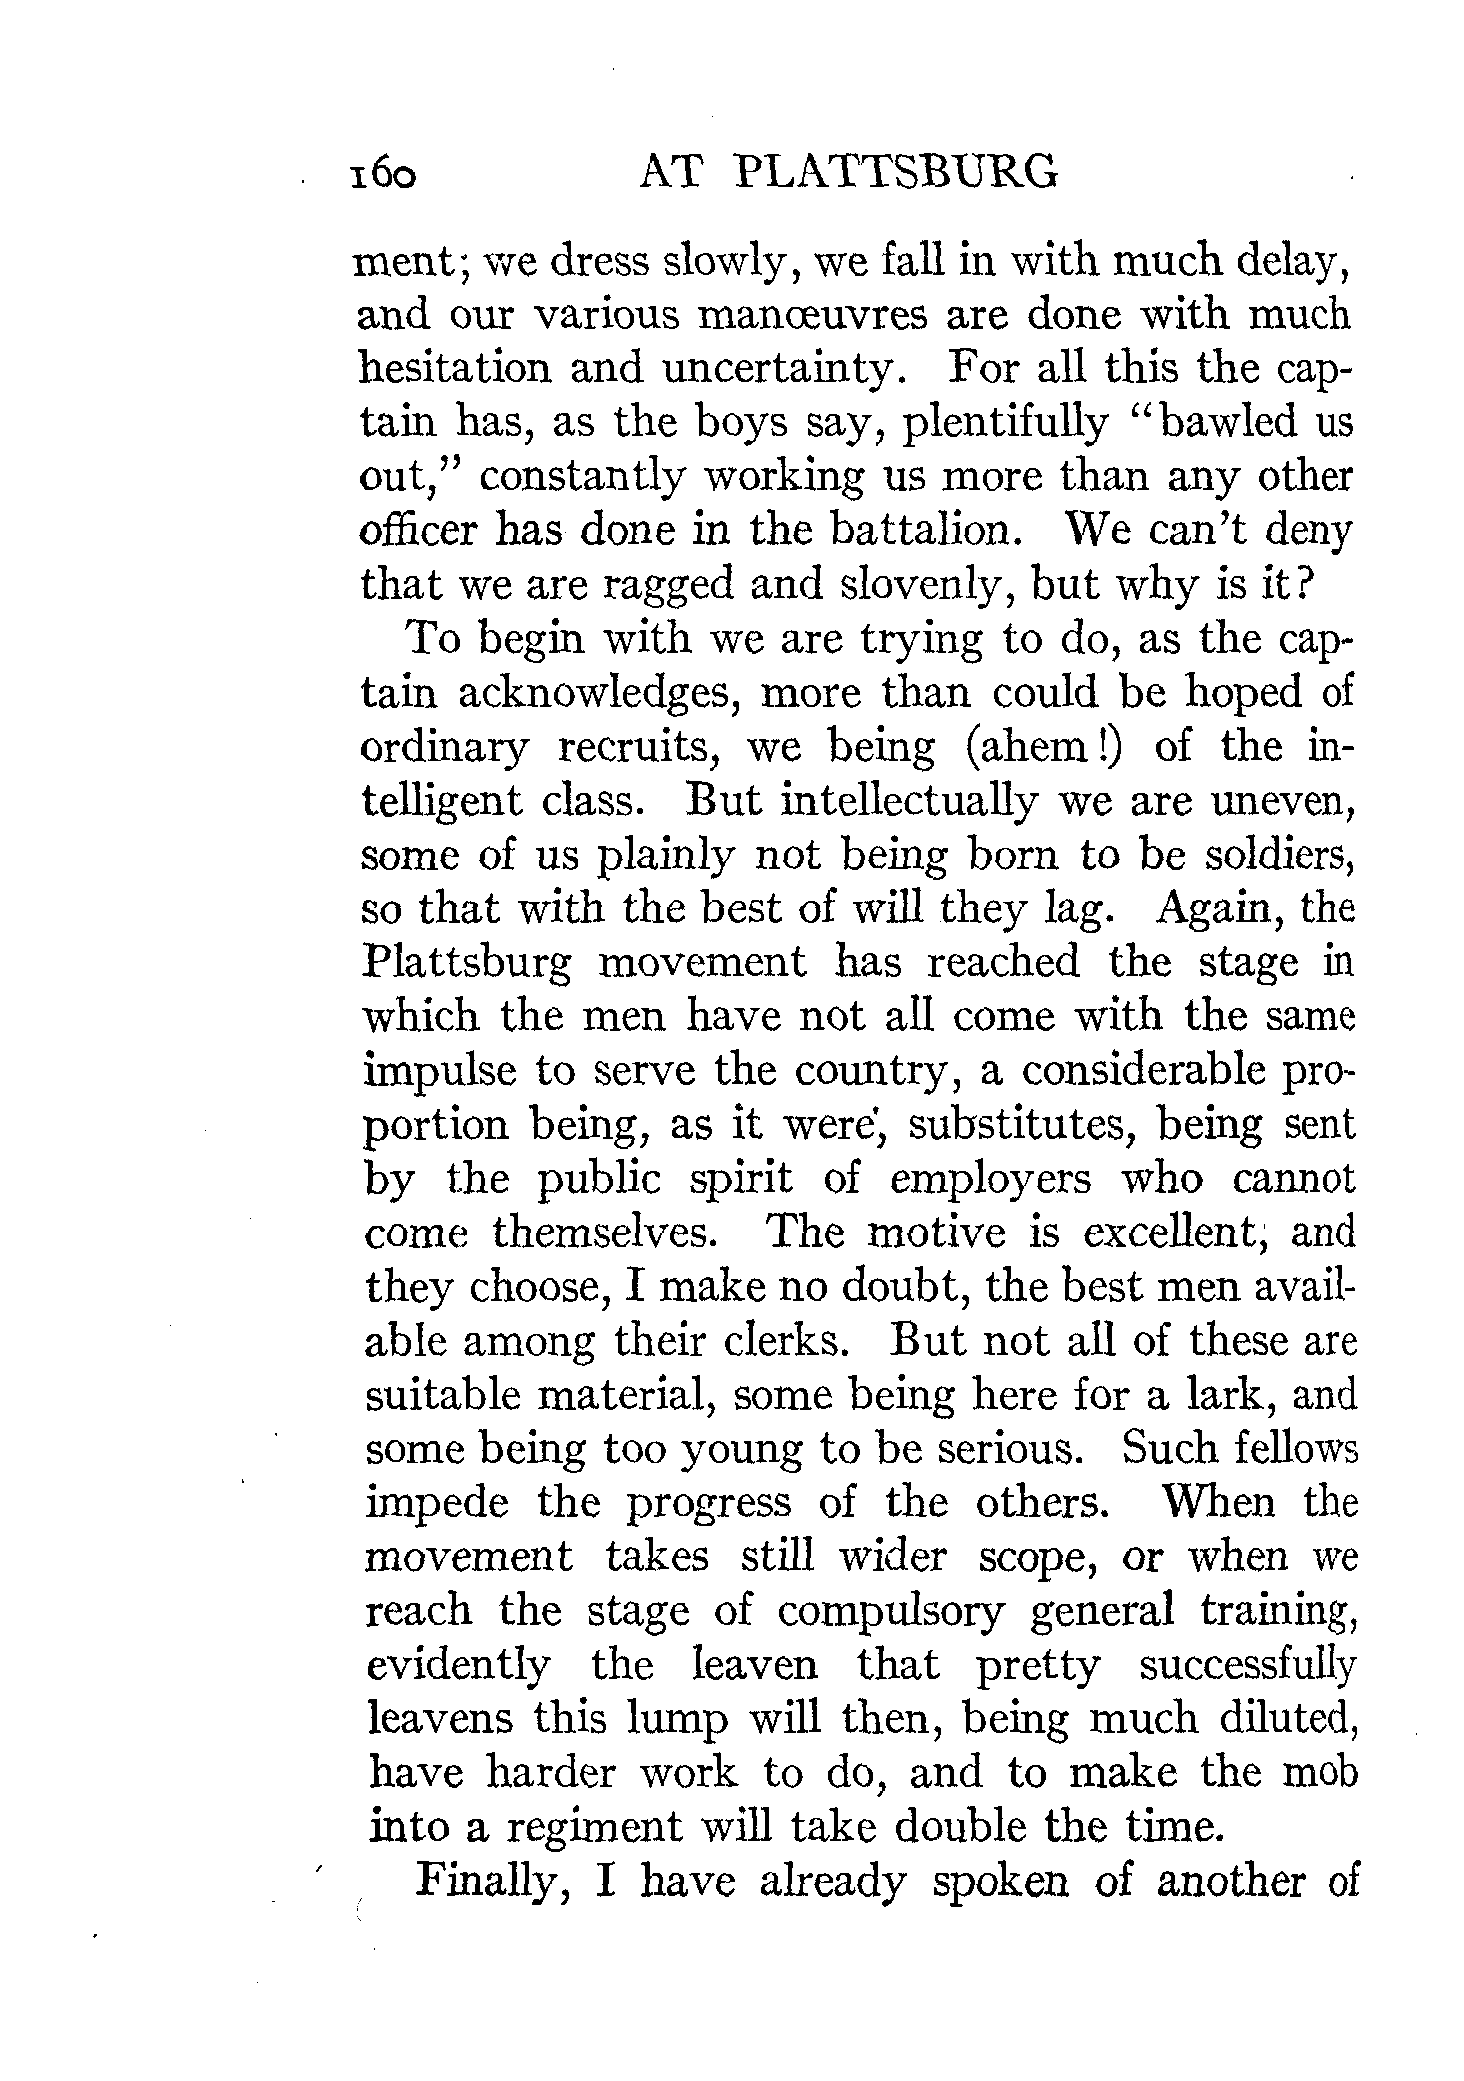 160 AT PLATTSBURG
ment; we dress slowly, we fall in with much delay,
and our various manœuvres are done with much
hesitation and uncertainty. For all this the cap-
tain has, as the boys say, plentifully "bawled us
out," constantly working us more than any other
officer has done in the battalion. We can't deny
that we are ragged and slovenly, but why is it?
To begin with we are trying to do, as the cap-
tain acknowledges, more than could be hoped of
ordinary recruits, we being (ahem!) of the in-
telligent class. But intellectually we are uneven,
some of us plainly not being born to be soldiers,
so that with the best of will they lag. Again, the
Plattsburg movement has reached the stage in
which the men have not all come with the same
impulse to serve the country, a considerable pro-
portion being, as it were, substitutes, being sent
by the public spirit of employers who cannot
come themselves. The motive is excellent, and
they choose, I make no doubt, the best men avail-
able among their clerks. But not all of these are
suitable material, some being here for a lark, and
some being too young to be serious. Such fellows
impede the progress of the others. When the
movement takes still wider scope, or when we
reach the stage of compulsory general training,
evidently the leaven that pretty successfully
leavens this lump will then, being much diluted,
have harder work to do, and to make the mob
into a regiment will take double the time.
Finally, I have already spoken of another of